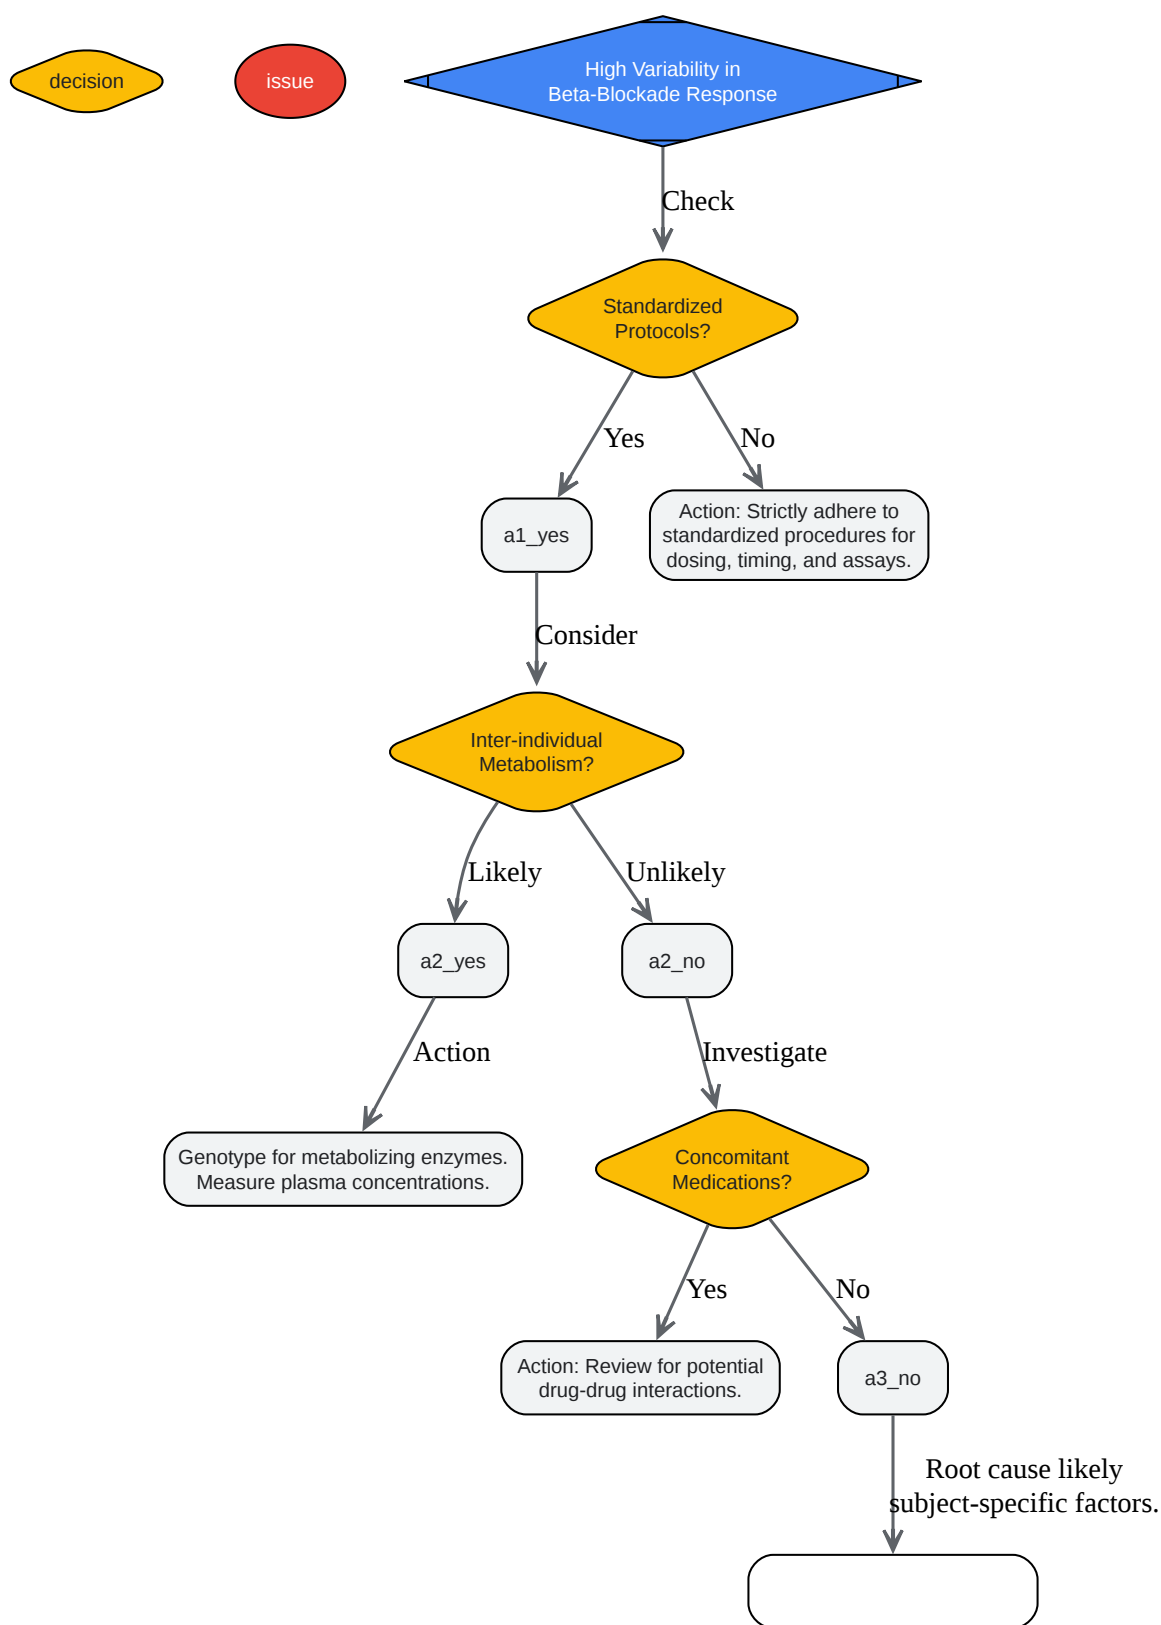 decision
issue
High Variability in
Beta-Blockade Response
Check
Standardized
Protocols?
Yes
No
a1_yes
Action: Strictly adhere to
standardized procedures for
dosing, timing, and assays.
Consider
Inter-individual
Metabolism?
Likely
Unlikely
a2_yes
a2_no
Action
Investigate
Genotype for metabolizing enzymes.
Measure plasma concentrations.
Concomitant
Medications?
Yes
No
Action: Review for potential
drug-drug interactions.
a3_no
Root cause likely
subject-specific factors.